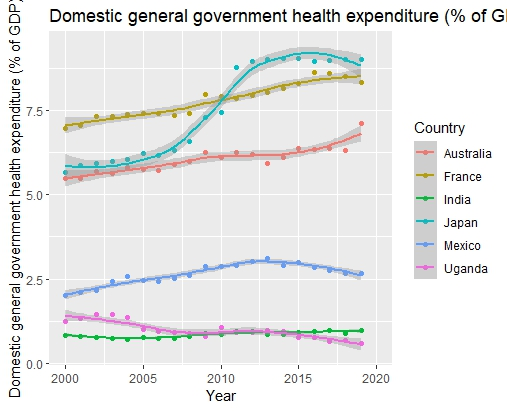 Domestic general government health expenditure (% of G
Domestic general government health expenditure (% of GDP)
7.5
5.0
2.5
0.0
2000
2005
2010
2015
2020
Year
Country
Australia
France
India
Japan
Mexico
Uganda